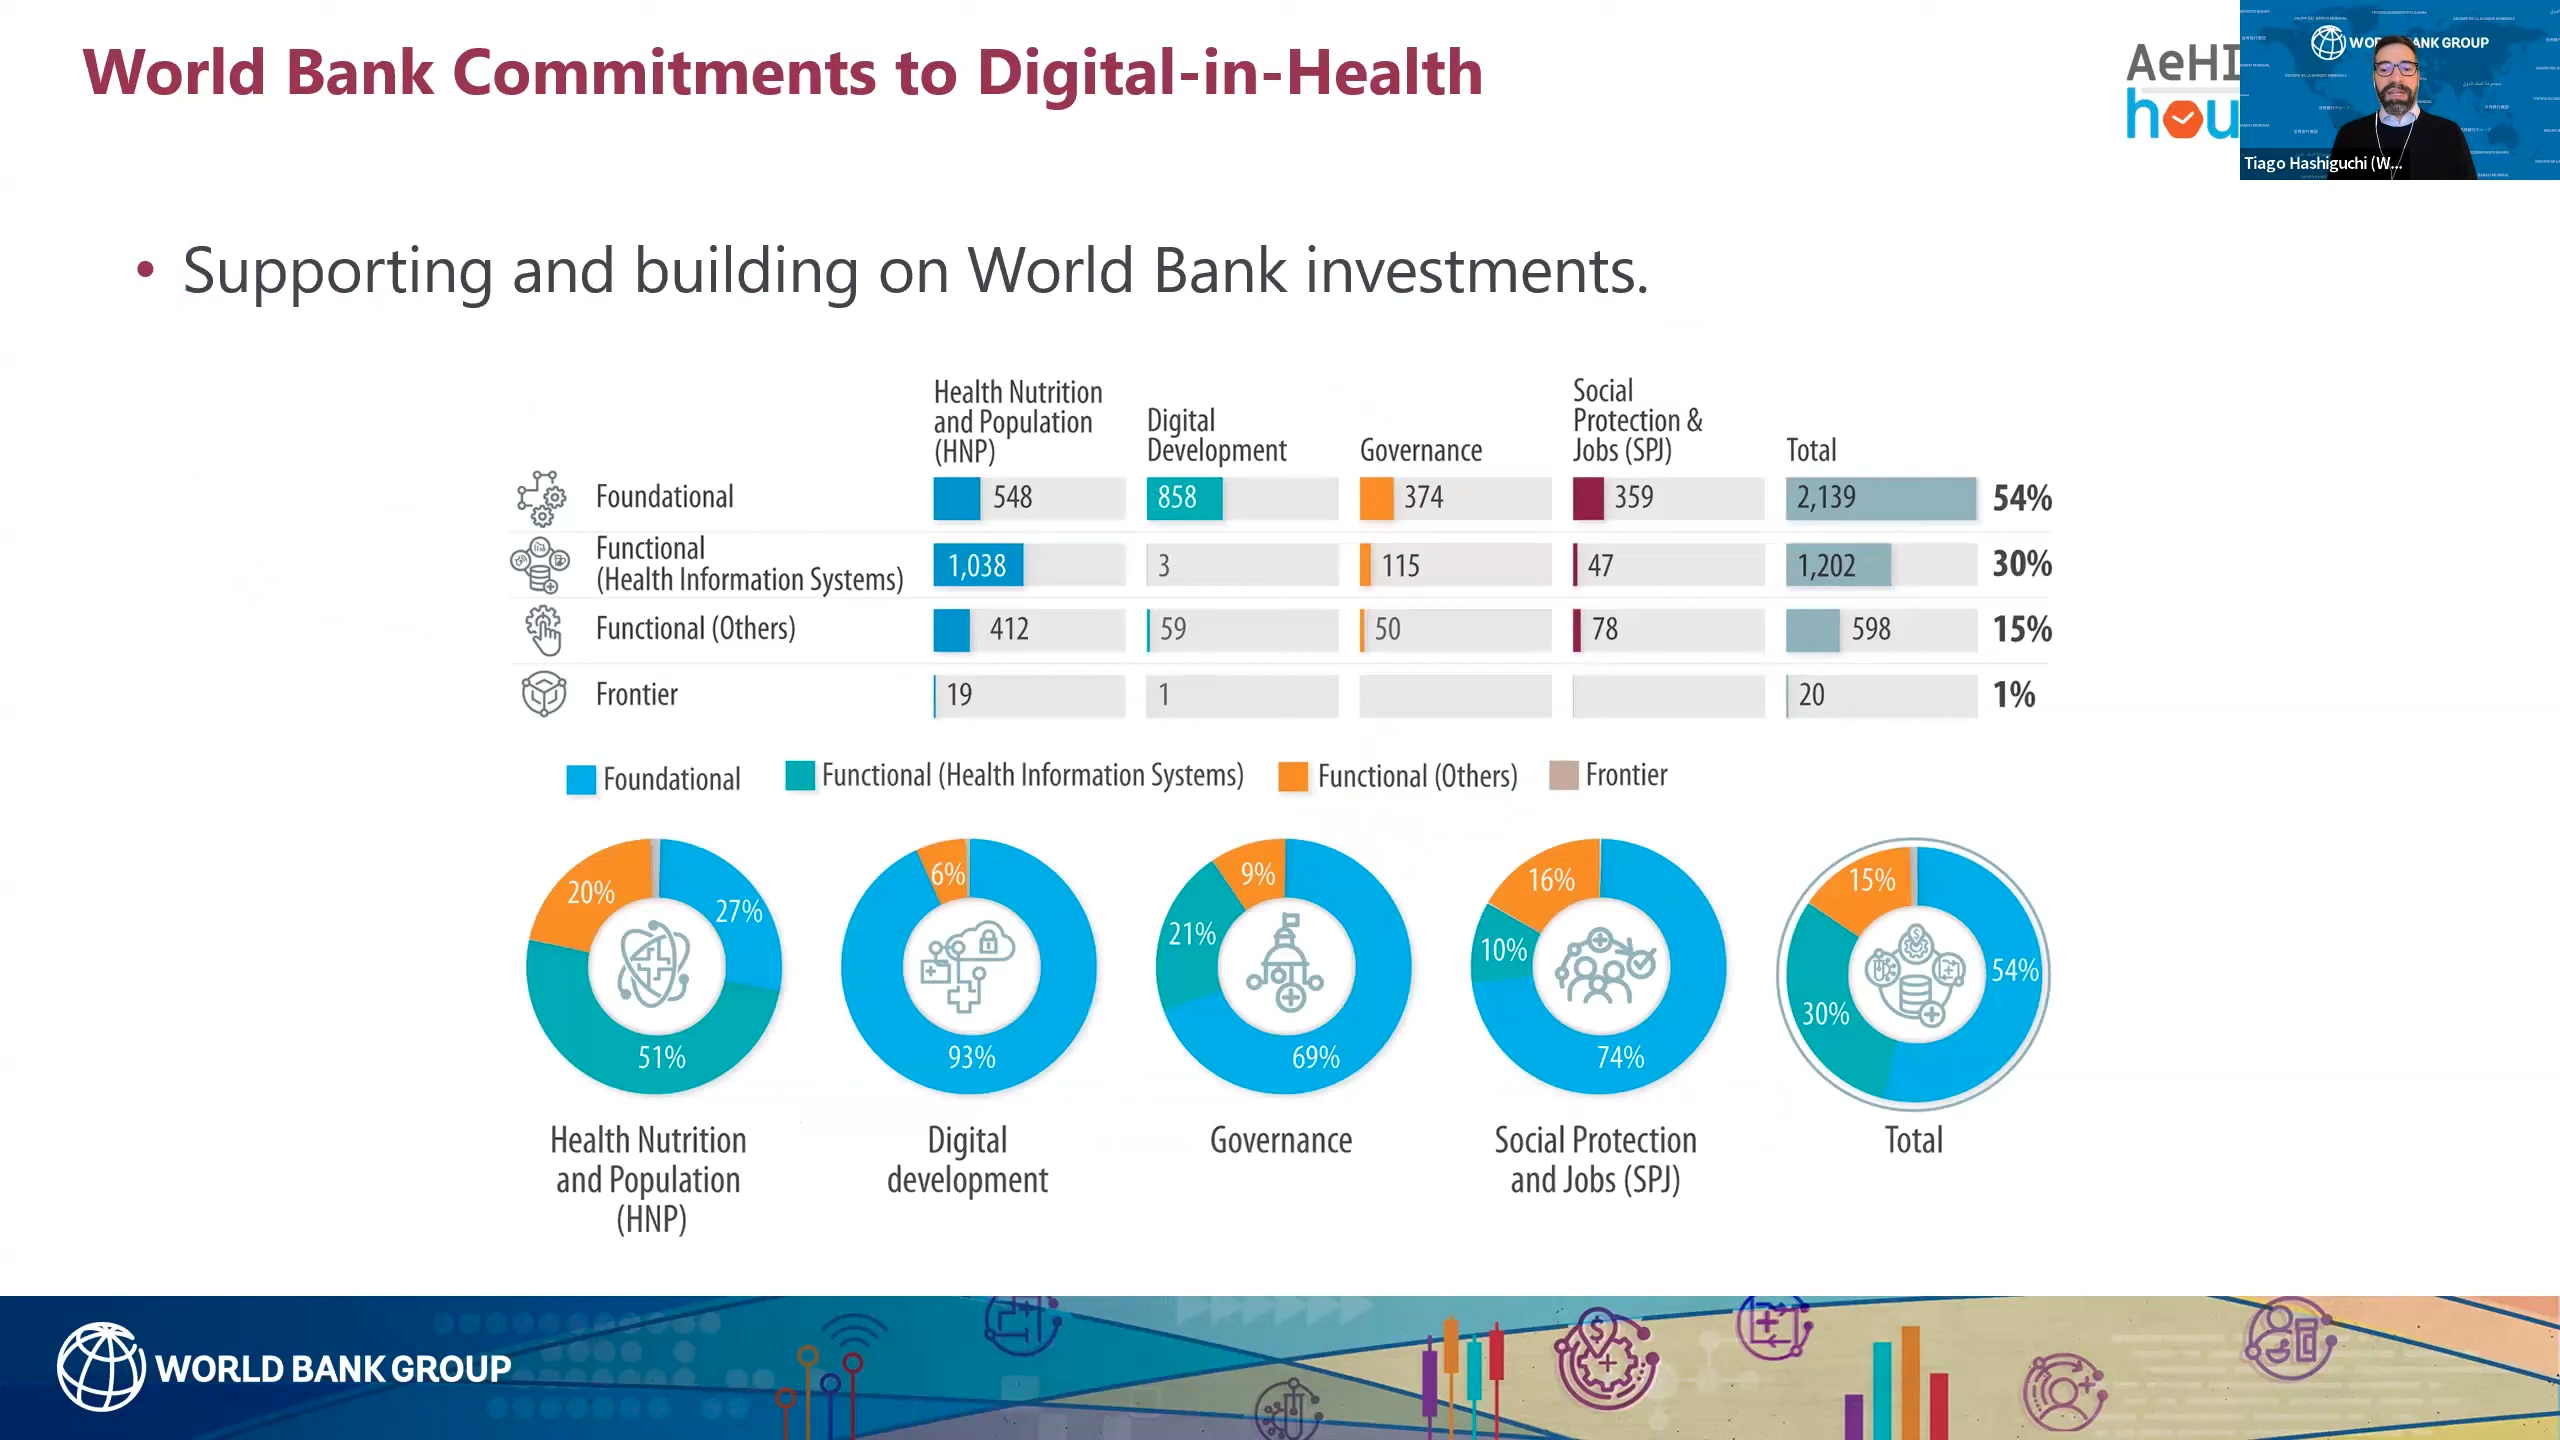 World Bank Commitments to Digital-in-Health
AeHI
hou
WORLD BANK GROUP
Tiago Hashiguchi (W...
• Supporting and building on World Bank investments.
Health Nutrition
and Population
(HNP)
Digital
Development
Governance
Social
Protection &
Jobs (SPJ)
Total
Foundational
548
858
374
359
2,139
54%
Functional
(Health Information Systems)
1,038
3
115
47
1,202
30%
Functional (Others)
412
59
50
78
598
15%
Frontier
19
1
20
1%
Foundational
Functional (Health Information Systems)
Functional (Others)
Frontier
20%
27%
51%
6%
93%
9%
21%
69%
16%
10%
74%
15%
54%
30%
Health Nutrition
and Population
(HNP)
Digital
development
Governance
Social Protection
and Jobs (SPJ)
Total
WORLD BANK GROUP